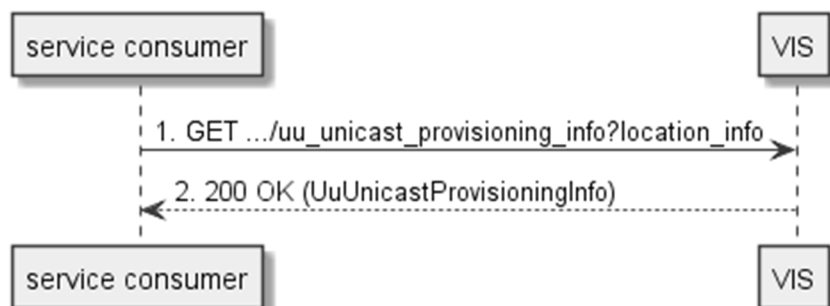 service consumer
VIS
1. GET .../uu_unicast_provisioning_info?location_info
2. 200 OK (UuUnicastProvisioningInfo)
service consumer
VIS